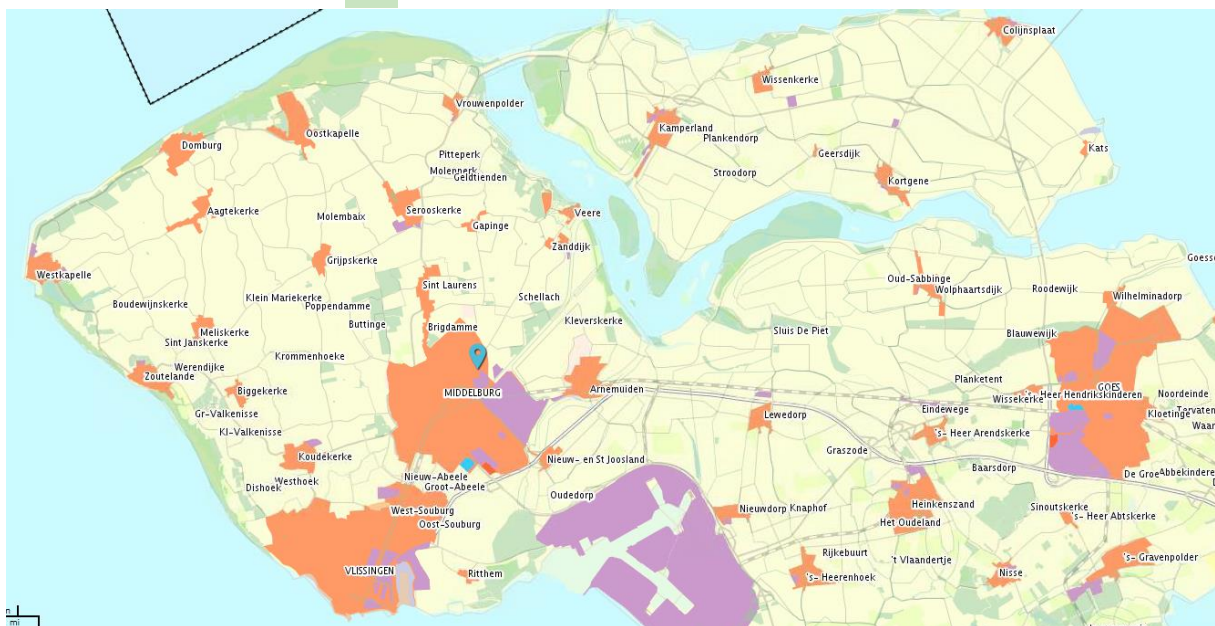 Colijnsplaat
Wissenkerke
Vrouwenpolder
Oostkapelle
Kamperland
Plankendorp
Domburg
Kats
Pitteperk
Geersdijk
Molenperk
Geldtienden
Stroodorp
Kortgene
Aagtekerke
Molembaix
Serooskerke
Veere
Gapinge
Zanddijk
Grijpskerke
Westkapelle
Oud-Sabbinge
Wolphaartsdijk
Roodewijk
Sint Laurens
Wilhelminadorp
Schellach
Klein Mariekerke
Boudewijnskerke
Poppendamme
Kleverskerke
Buttinge
Brigdamme
Meliskerke
Sluis De Piet
Blauwewijk
Sint Janskerke
Krommenhoeke
Werendijke
Zoutelande
Planketent
GOES
Biggekerke
MIDDELBURG
Arnemuiden
Noordeinde
Wissekerke
's- Heer Hendrikskinderen
Gr-Valkenisse
Lewedorp
Eindewege
Kloetinge
Kl-Valkenisse
's- Heer Arendskerke
Koudekerke
Nieuw- en St Joosland
Graszode
Baarsdorp
Westhoek
Nieuw-Abeele
De Groe
Abbekindere
Dishoek
Groot-Abeele
Oudedorp
Heinkenszand
West-Souburg
Nieuwdorp
Knaphof
Sinoutskerke
's- Heer Abtskerke
Oost-Souburg
Het Oudeland
Rijkebuurt
't Vlaandertje
's- Gravenpolder
VLISSINGEN
Ritthem
's- Heerenhoek
Nisse
mi